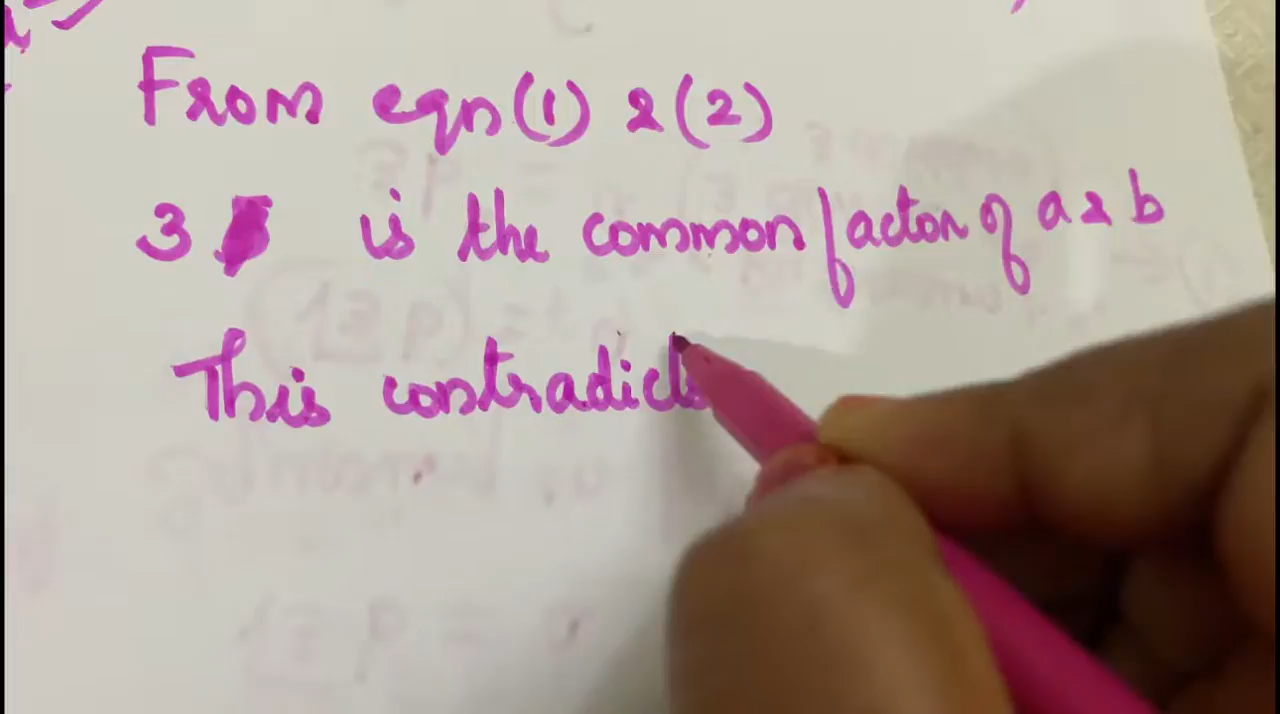 From eqn (1) & (2)
3 is the common factor of a & b
This contradicts